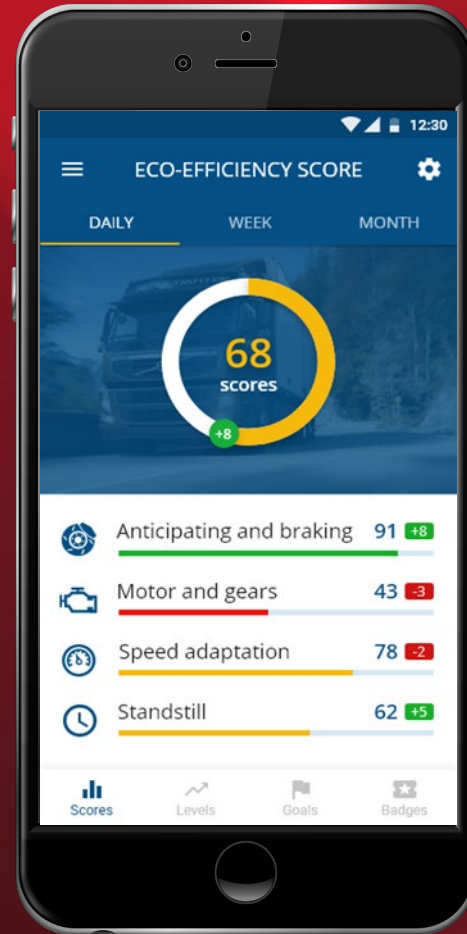 12:30
ECO-EFFICIENCY SCORE
DAILY WEEK MONTH
68
scores
+8
Anticipating and braking 91 +8
Motor and gears 43 -3
Speed adaptation 78 -2
Standstill 62 +5
Scores Levels Goals Badges